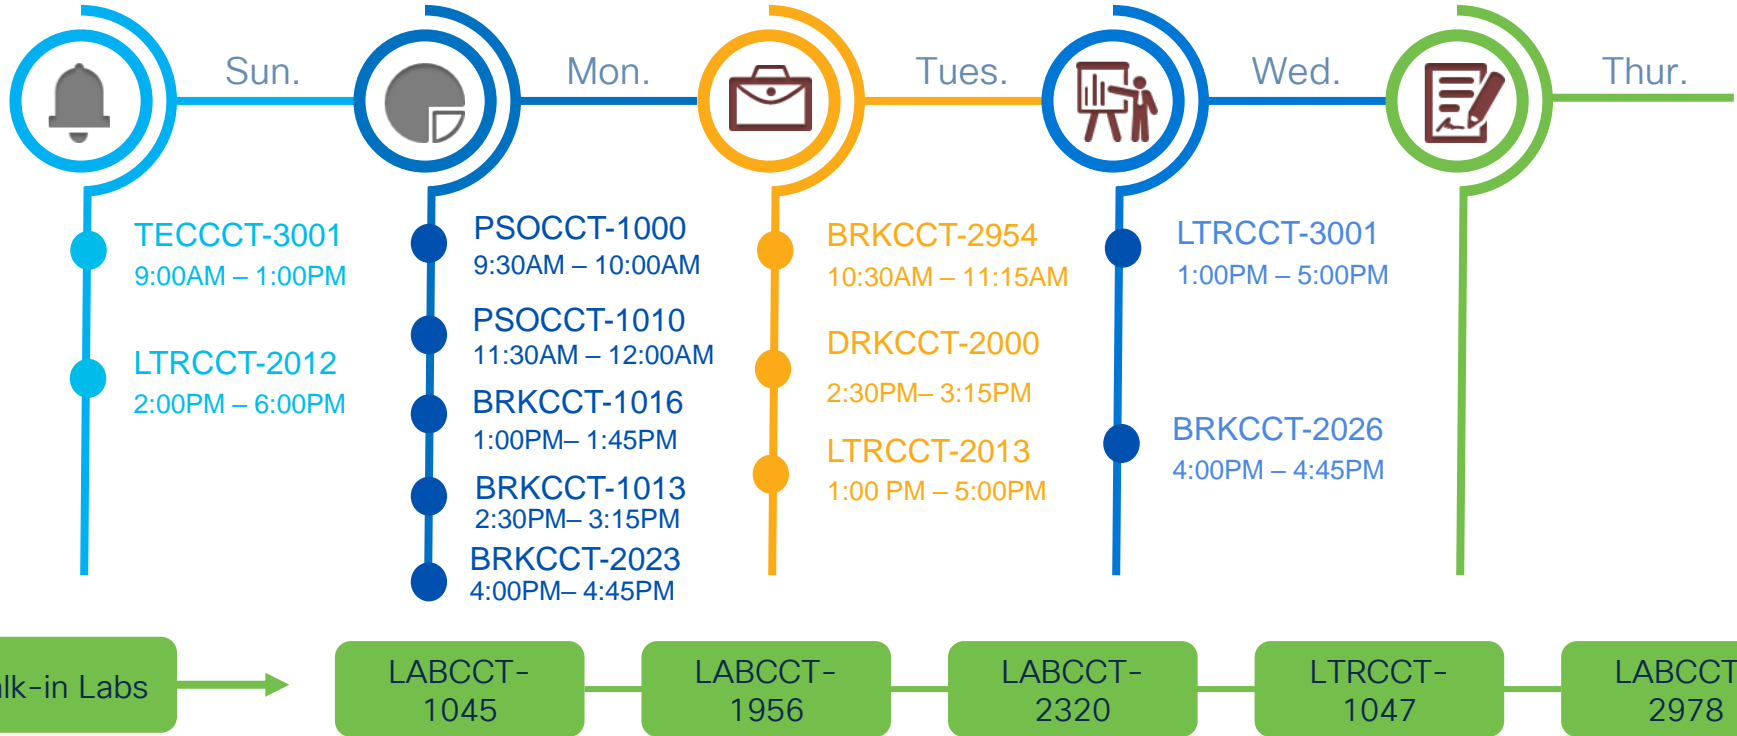 Sun.
Mon.
Tues.
Wed.
Thur.
TECCCT-3001
9:00AM – 1:00PM
LTRCCT-2012
2:00PM – 6:00PM
PSOCCT-1000
9:30AM – 10:00AM
PSOCCT-1010
11:30AM – 12:00AM
BRKCCT-1016
1:00PM– 1:45PM
BRKCCT-1013
2:30PM– 3:15PM
BRKCCT-2023
4:00PM– 4:45PM
BRKCCT-2954
10:30AM – 11:15AM
DRKCCT-2000
2:30PM– 3:15PM
LTRCCT-2013
1:00 PM – 5:00PM
LTRCCT-3001
1:00PM – 5:00PM
BRKCCT-2026
4:00PM – 4:45PM
lk-in Labs
LABCCT-
1045
LABCCT-
1956
LABCCT-
2320
LTRCCT-
1047
LABCCT
2978